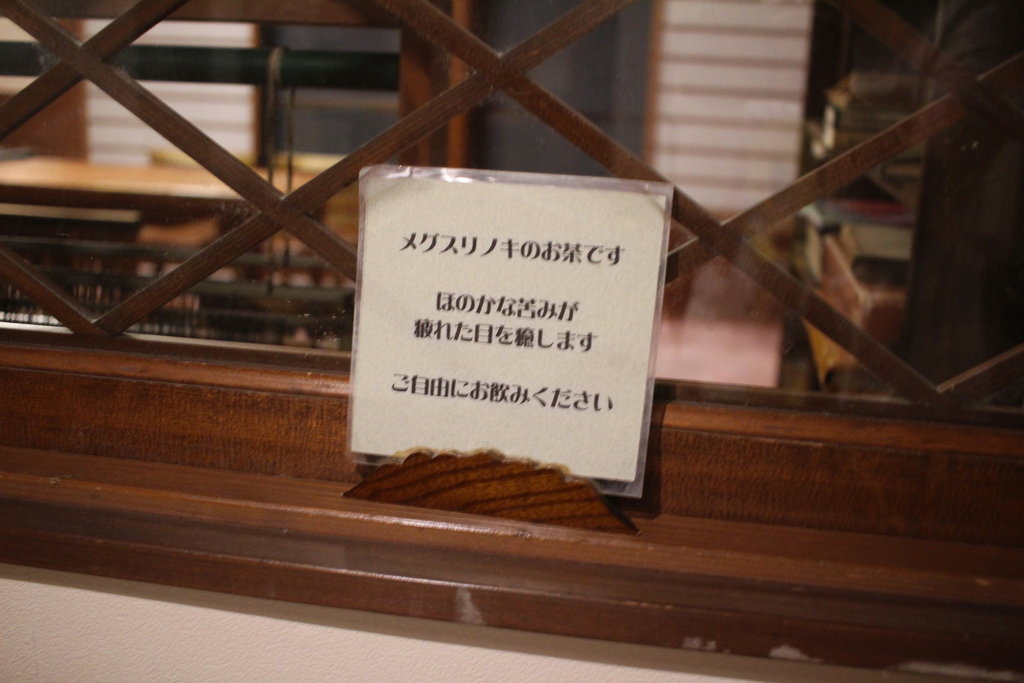 メグスリノキのお茶です
ほのかな苦みが
疲れた目を癒します
ご自由にお飲みください